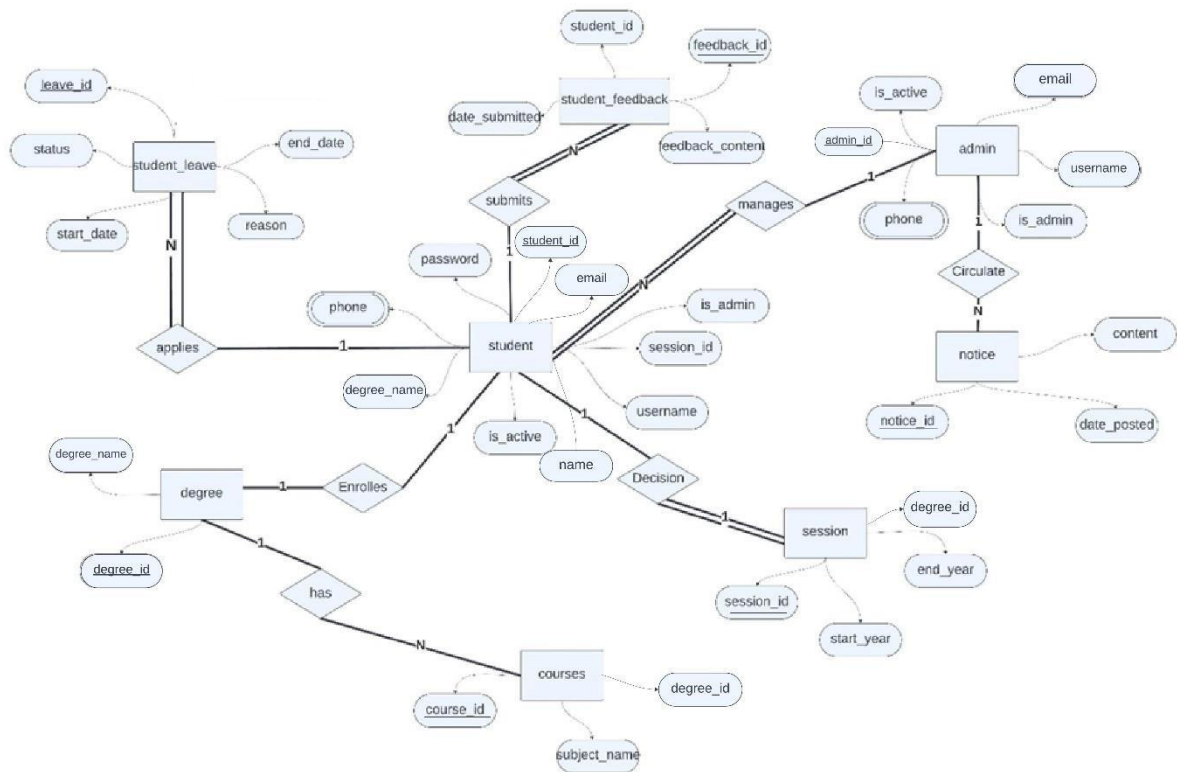 student_id
feedback_id
student_feedback
date_submitted
feedback_content
leave_id
status
end_date
student_leave
start_date
reason
N
N
submits
1
applies
1
email
is_active
admin_id
admin
username
phone
is_admin
1
manages
N
1
Circulate
N
notice
content
notice_id
date_posted
student_id
password
email
phone
is_admin
student
session_id
degree_name
username
is_active
name
1
1
Enrolles
1
degree_name
degree
degree_id
1
has
N
courses
course_id
degree_id
subject_name
Decision
1
session
degree_id
end_year
session_id
start_year